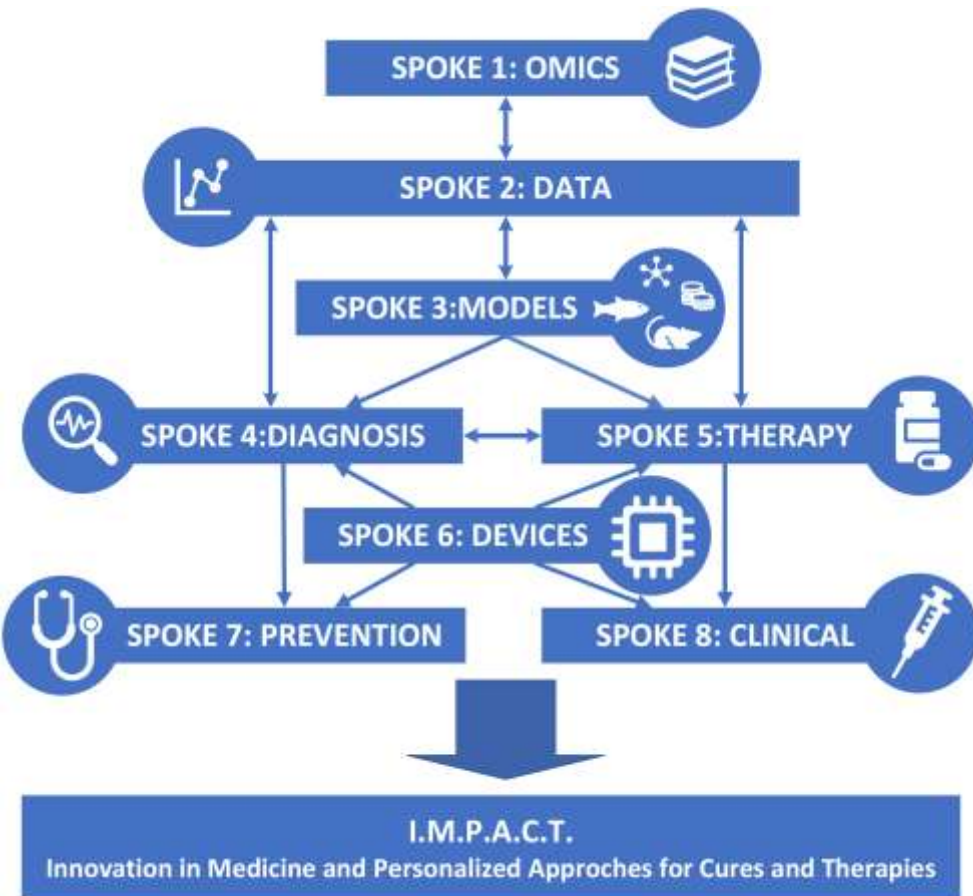 SPOKE 1: OMICS
SPOKE 2: DATA
SPOKE 3:MODELS
SPOKE 4:DIAGNOSIS
SPOKE 5:THERAPY
SPOKE 6: DEVICES
SPOKE 7: PREVENTION
SPOKE 8: CLINICAL
I.M.P.A.C.T.
Innovation in Medicine and Personalized Approches for Cures and Therapies